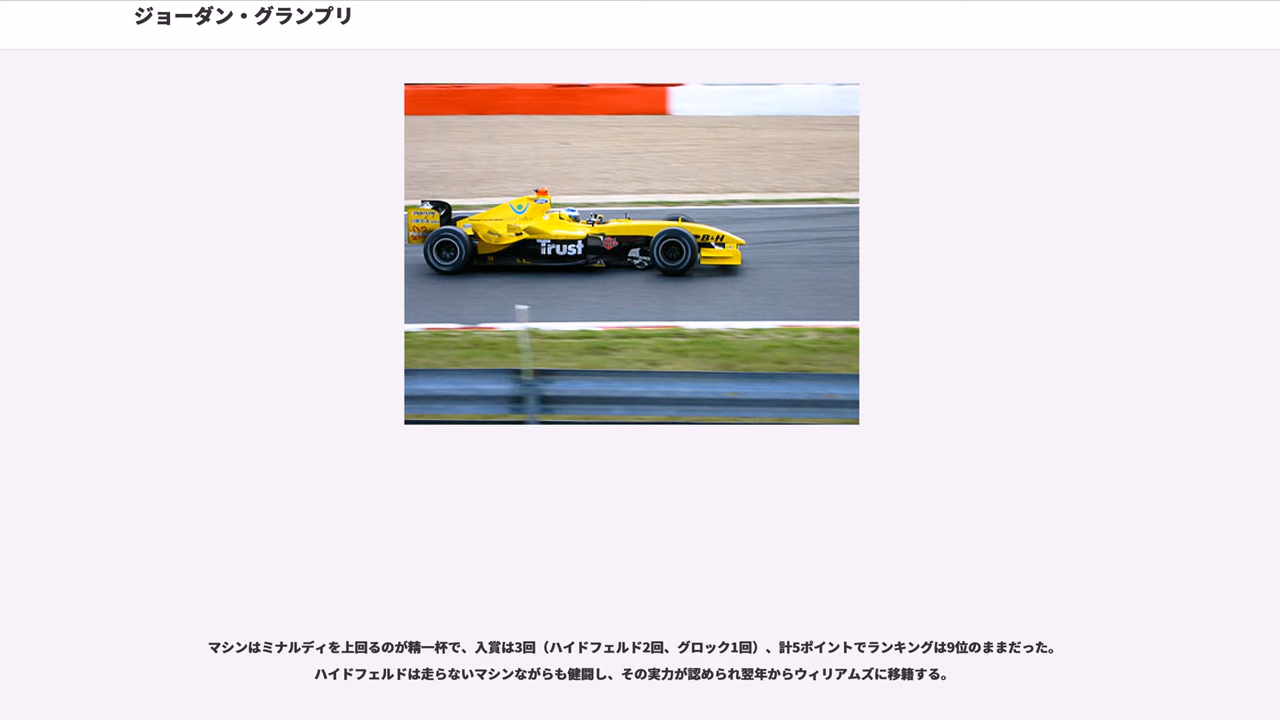 ジョーダン・グランプリ
Trust
B&H
マシンはミナルディを上回るのが精一杯で、入賞は3回（ハイドフェルド2回、グロック1回）、計5ポイントでランキングは9位のままだった。
ハイドフェルドは走らないマシンながらも健闘し、その実力が認められ翌年からウィリアムズに移籍する。